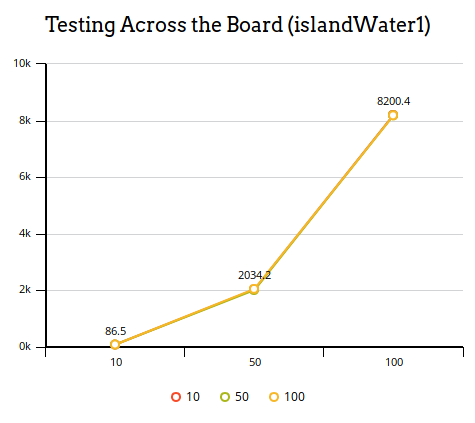 Testing Across the Board (islandWater1)
10k
8k
6k
4k
2k
0k
8200.4
2034.2
86.5
10 50 100
10 50 100